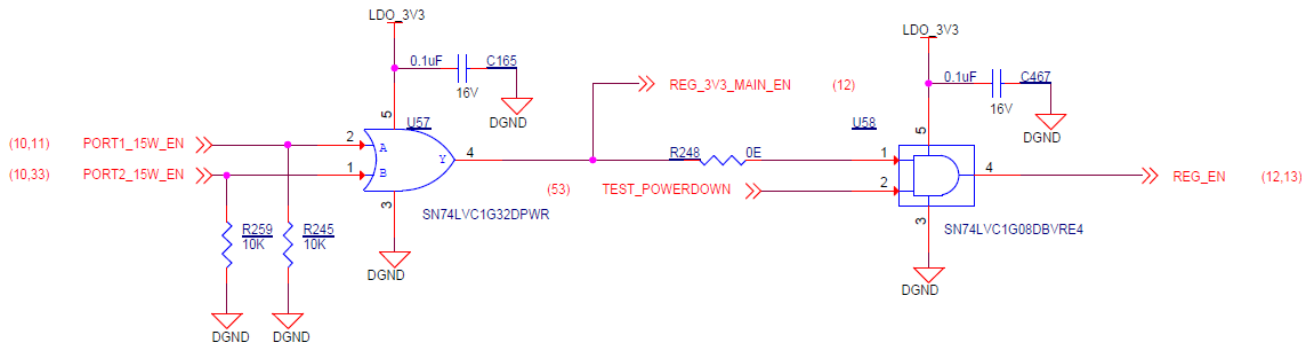 LDO_3V3
0.1uF C165
16V
DGND
5
U57
(10,11) PORT1_15W_EN 2 A
Y 4
(10,33) PORT2_15W_EN 1 B
3
SN74LVC1G32DPWR
DGND
R259
10K
R245
10K
DGND DGND
REG_3V3_MAIN_EN (12)
R248 0E
(53) TEST_POWERDOWN
LDO_3V3
0.1uF C467
16V
DGND
U58
5
1
2
4
REG_EN (12,13)
3
SN74LVC1G08DBVRE4
DGND